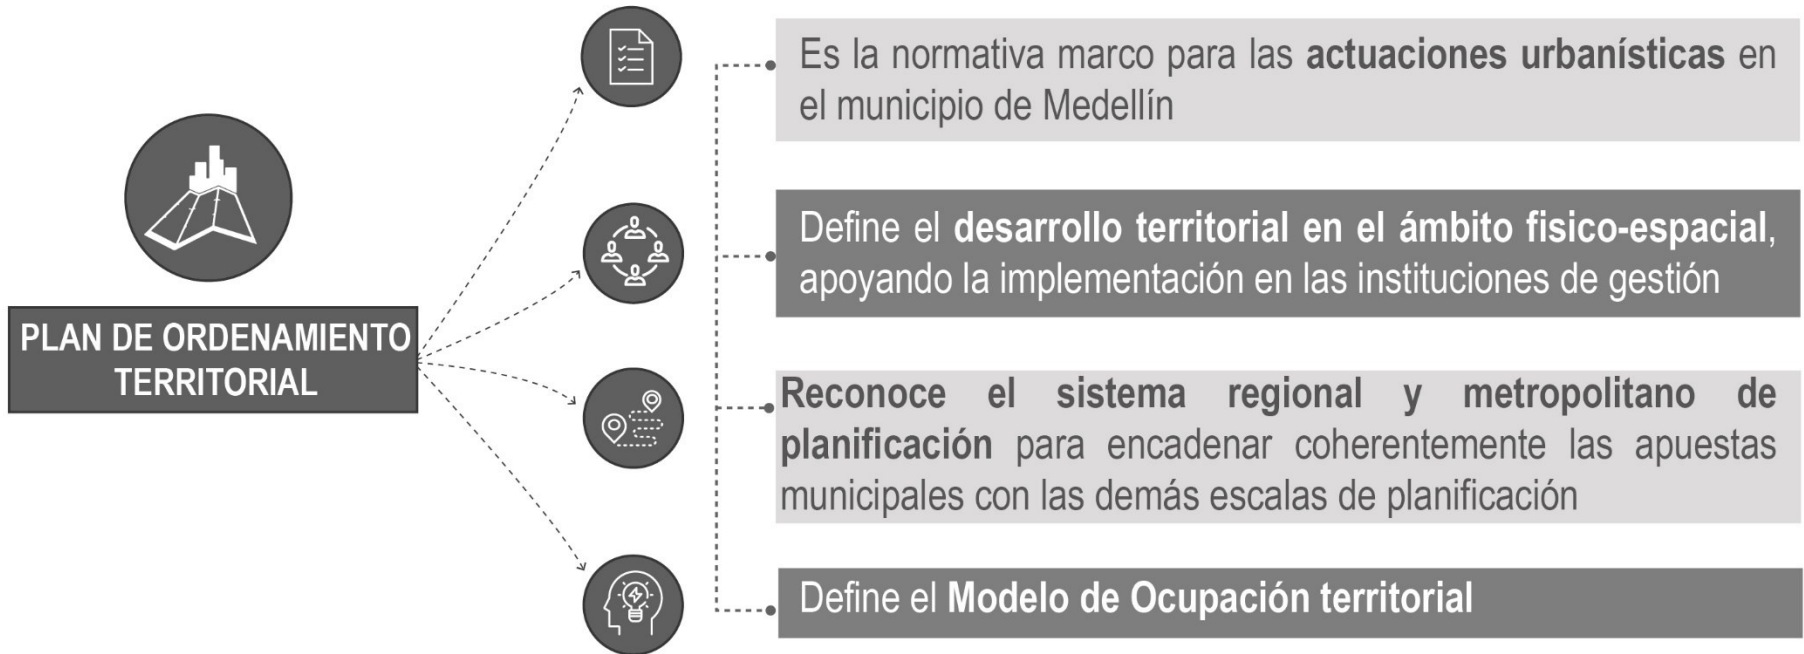 PLAN DE ORDENAMIENTO
TERRITORIAL
Es la normativa marco para las actuaciones urbanísticas en
el municipio de Medellín
Define el desarrollo territorial en el ámbito fisico-espacial,
apoyando la implementación en las instituciones de gestión
Reconoce el sistema regional y metropolitano de
planificación para encadenar coherentemente las apuestas
municipales con las demás escalas de planificación
Define el Modelo de Ocupación territorial